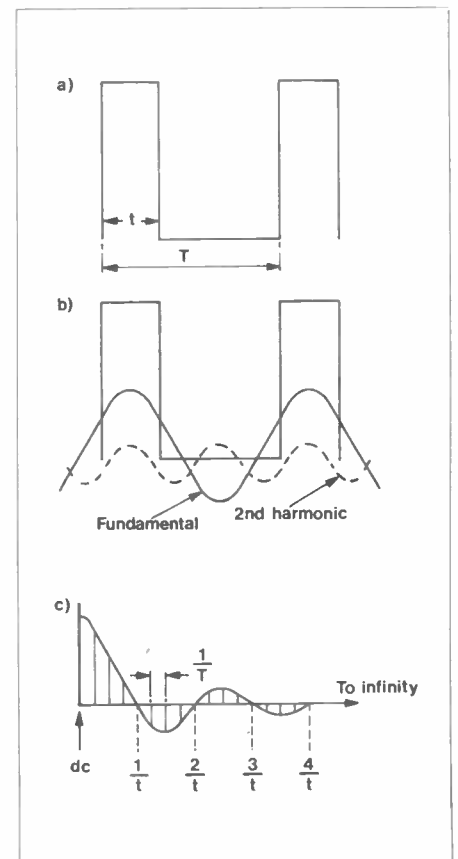 a)
t
T
b)
Fundamental
2nd harmonic
c)
1/T
To infinity
dc
1/t
2/t
3/t
4/t